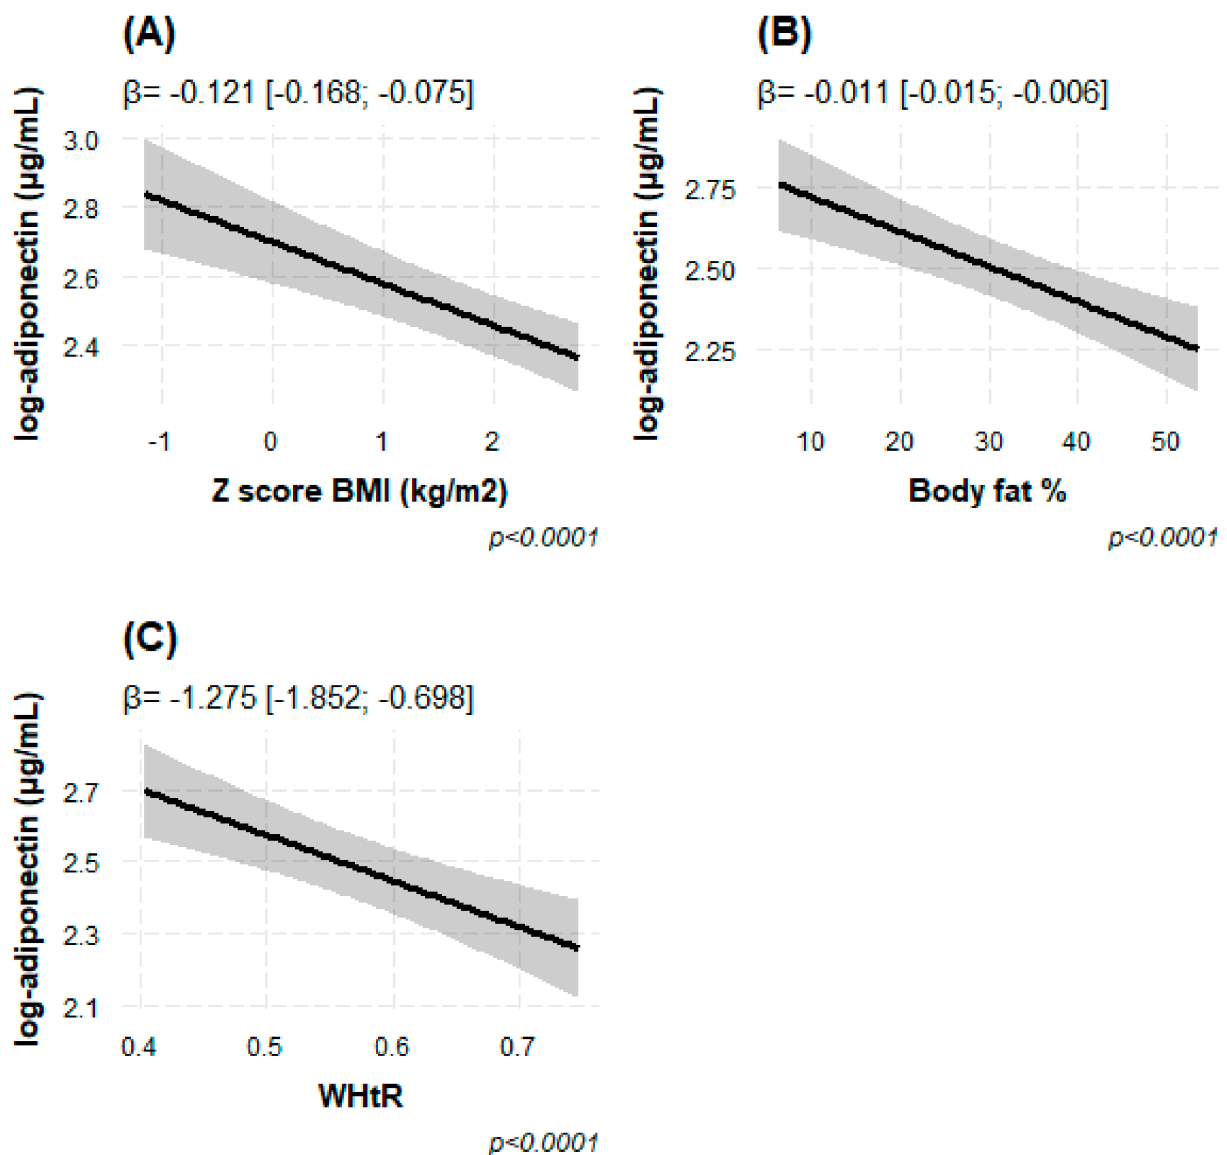 (A)
β= -0.121 [-0.168; -0.075]
log-adiponectin (µg/mL)
3.0
2.8
2.6
2.4
-1 0 1 2
Z score BMI (kg/m2)
p<0.0001
(B)
β= -0.011 [-0.015; -0.006]
log-adiponectin (µg/mL)
2.75
2.50
2.25
10 20 30 40 50
Body fat %
p<0.0001
(C)
β= -1.275 [-1.852; -0.698]
log-adiponectin (µg/mL)
2.7
2.5
2.3
2.1
0.4 0.5 0.6 0.7
WHtR
p<0.0001